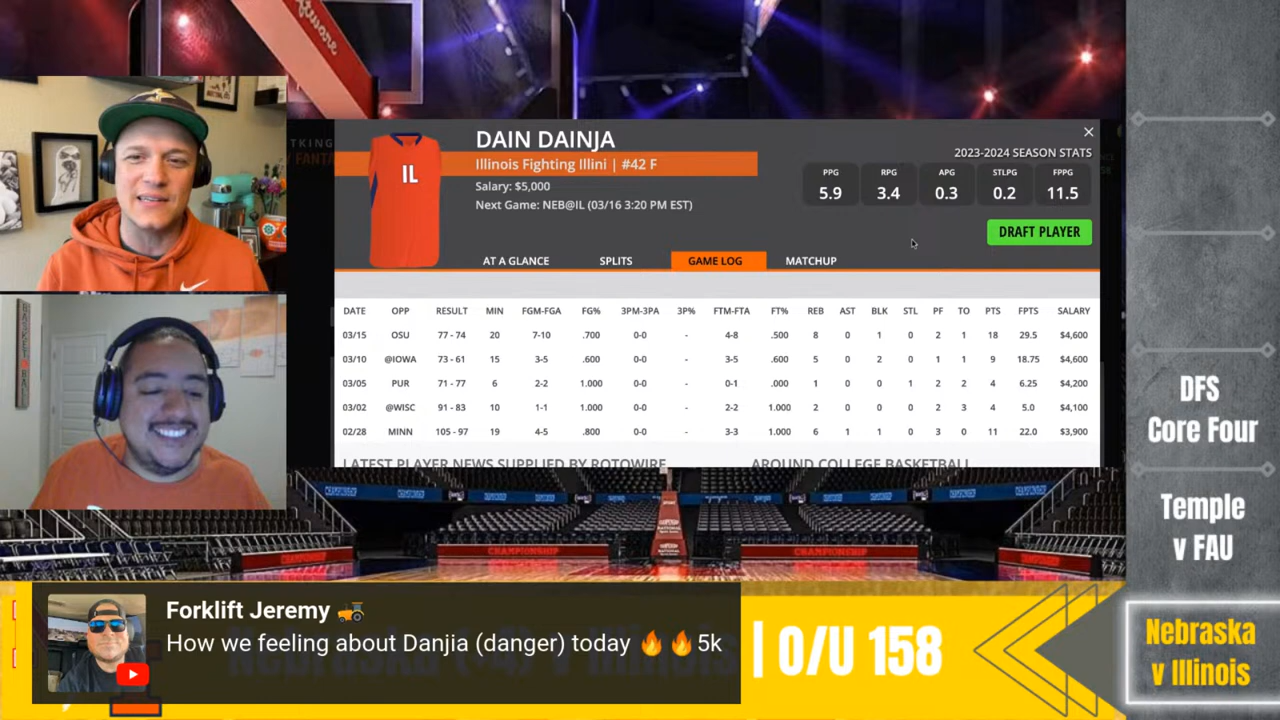 DAIN DAINJA
Illinois Fighting Illini | #42 F
Salary: $5,000
Next Game: NEB@IL (03/16 3:20 PM EST)
IL
2023-2024 SEASON STATS
PPG RPG APG STLPG FPPG
5.9 3.4 0.3 0.2 11.5
DRAFT PLAYER
AT A GLANCE SPLITS GAME LOG MATCHUP
DATE OPP RESULT MIN FGM-FGA FG% 3PM-3PA 3P% FTM-FTA FT% REB AST BLK STL PF TO PTS FPTS SALARY
03/15 OSU 77 - 74 20 7-10 .700 0-0 - 4-8 .500 8 0 1 0 2 1 18 29.5 $4,600
03/10 @IOWA 73 - 61 15 3-5 .600 0-0 - 3-5 .600 5 0 2 0 1 1 9 18.75 $4,600
03/05 PUR 71 - 77 6 2-2 1.000 0-0 - 0-1 .000 1 0 0 1 2 2 4 6.25 $4,200
03/02 @WISC 91 - 83 10 1-1 1.000 0-0 - 2-2 1.000 2 0 0 0 2 3 4 5.0 $4,100
02/28 MINN 105 - 97 19 4-5 .800 0-0 - 3-3 1.000 6 1 1 0 3 0 11 22.0 $3,900
LATEST PLAYER NEWS SUPPLIED BY ROTOWIRE AROUND COLLEGE BASKETBALL
CHAMPIONSHIP CHAMPIONSHIP
DFS
Core Four
Temple
v FAU
Nebraska
v Illinois
Forklift Jeremy 🚜
How we feeling about Danjia (danger) today 🔥🔥5k
| O/U 158